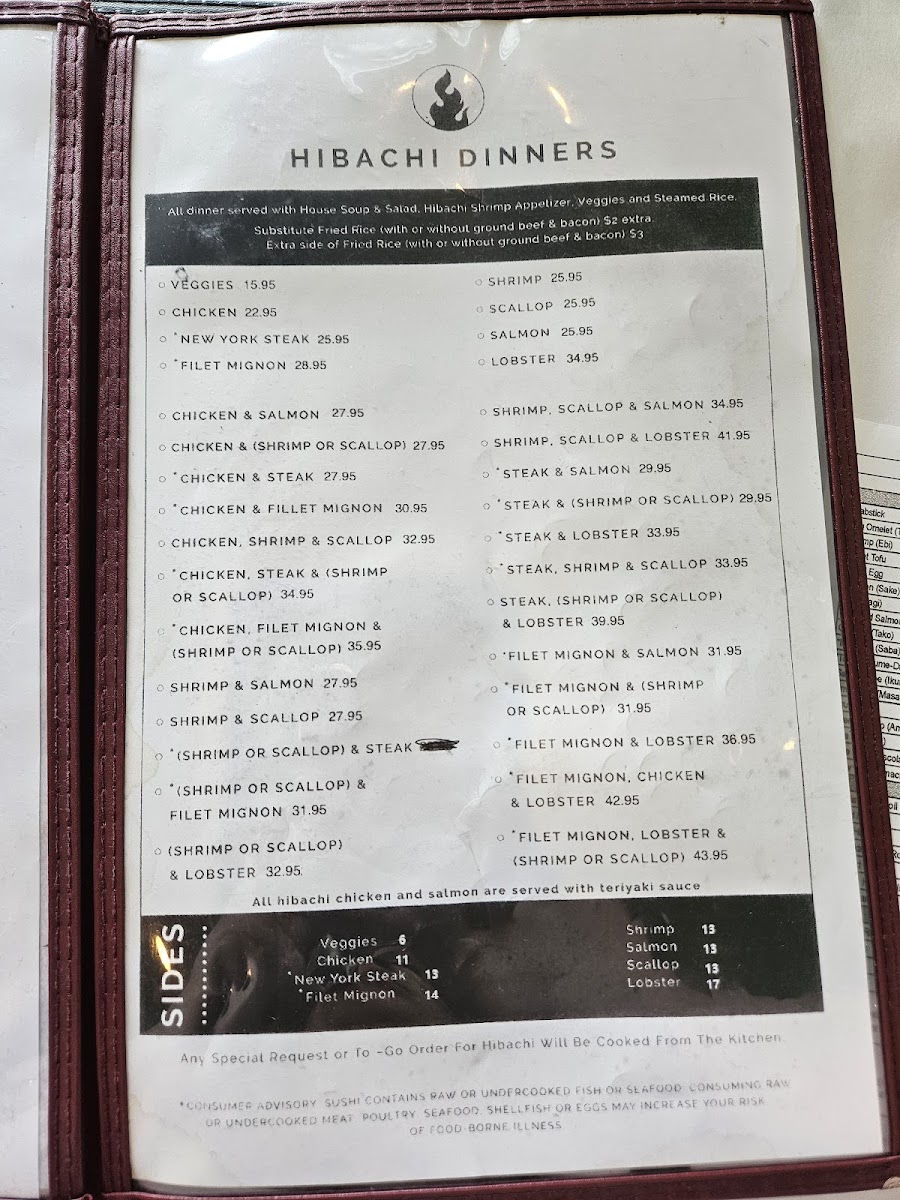 HIBACHI DINNERS
All dinner served with House Soup & Salad, Hibachi Shrimp Appetizer, Veggies and Steamed Rice.
Substitute Fried Rice (with or without ground beef & bacon) $2 extra.
Extra side of Fried Rice (with or without ground beef & bacon) $3
VEGGIES 15.95
CHICKEN 22.95
*NEW YORK STEAK 25.95
*FILET MIGNON 28.95
CHICKEN & SALMON 27.95
CHICKEN & (SHRIMP OR SCALLOP) 27.95
*CHICKEN & STEAK 27.95
*CHICKEN & FILLET MIGNON 30.95
CHICKEN, SHRIMP & SCALLOP 32.95
*CHICKEN, STEAK & (SHRIMP
OR SCALLOP) 34.95
*CHICKEN, FILET MIGNON &
(SHRIMP OR SCALLOP) 35.95
SHRIMP & SALMON 27.95
SHRIMP & SCALLOP 27.95
*(SHRIMP OR SCALLOP) & STEAK
*(SHRIMP OR SCALLOP) &
FILET MIGNON 31.95
(SHRIMP OR SCALLOP)
& LOBSTER 32.95
SHRIMP 25.95
SCALLOP 25.95
SALMON 25.95
LOBSTER 34.95
SHRIMP, SCALLOP & SALMON 34.95
SHRIMP, SCALLOP & LOBSTER 41.95
*STEAK & SALMON 29.95
*STEAK & (SHRIMP OR SCALLOP) 29.95
*STEAK & LOBSTER 33.95
*STEAK, SHRIMP & SCALLOP 33.95
STEAK, (SHRIMP OR SCALLOP)
& LOBSTER 39.95
*FILET MIGNON & SALMON 31.95
*FILET MIGNON & (SHRIMP
OR SCALLOP) 31.95
*FILET MIGNON & LOBSTER 36.95
*FILET MIGNON, CHICKEN
& LOBSTER 42.95
*FILET MIGNON, LOBSTER &
(SHRIMP OR SCALLOP) 43.95
All hibachi chicken and salmon are served with teriyaki sauce
SIDES
Veggies 6
Chicken 11
*New York Steak 13
*Filet Mignon 14
Shrimp 13
Salmon 13
Scallop 13
Lobster 17
Any Special Request or To -Go Order For Hibachi Will Be Cooked From The Kitchen.
*CONSUMER ADVISORY: SUSHI CONTAINS RAW OR UNDERCOOKED FISH OR SEAFOOD. CONSUMING RAW
OR UNDERCOOKED MEAT, POULTRY, SEAFOOD, SHELLFISH OR EGGS MAY INCREASE YOUR RISK
OF FOOD-BORNE ILLNESS
Omelet
(Ebi)
Tofu
Egg
(Sake)
Salmo
(Tako)
(Saba)